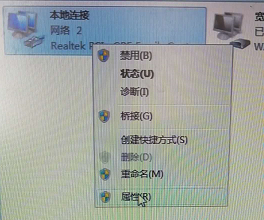 本地连接
网络 2
Realtek
禁用(B)
状态(U)
诊断(I)
桥接(G)
创建快捷方式(S)
删除(D)
重命名(M)
属性(R)
宽
已